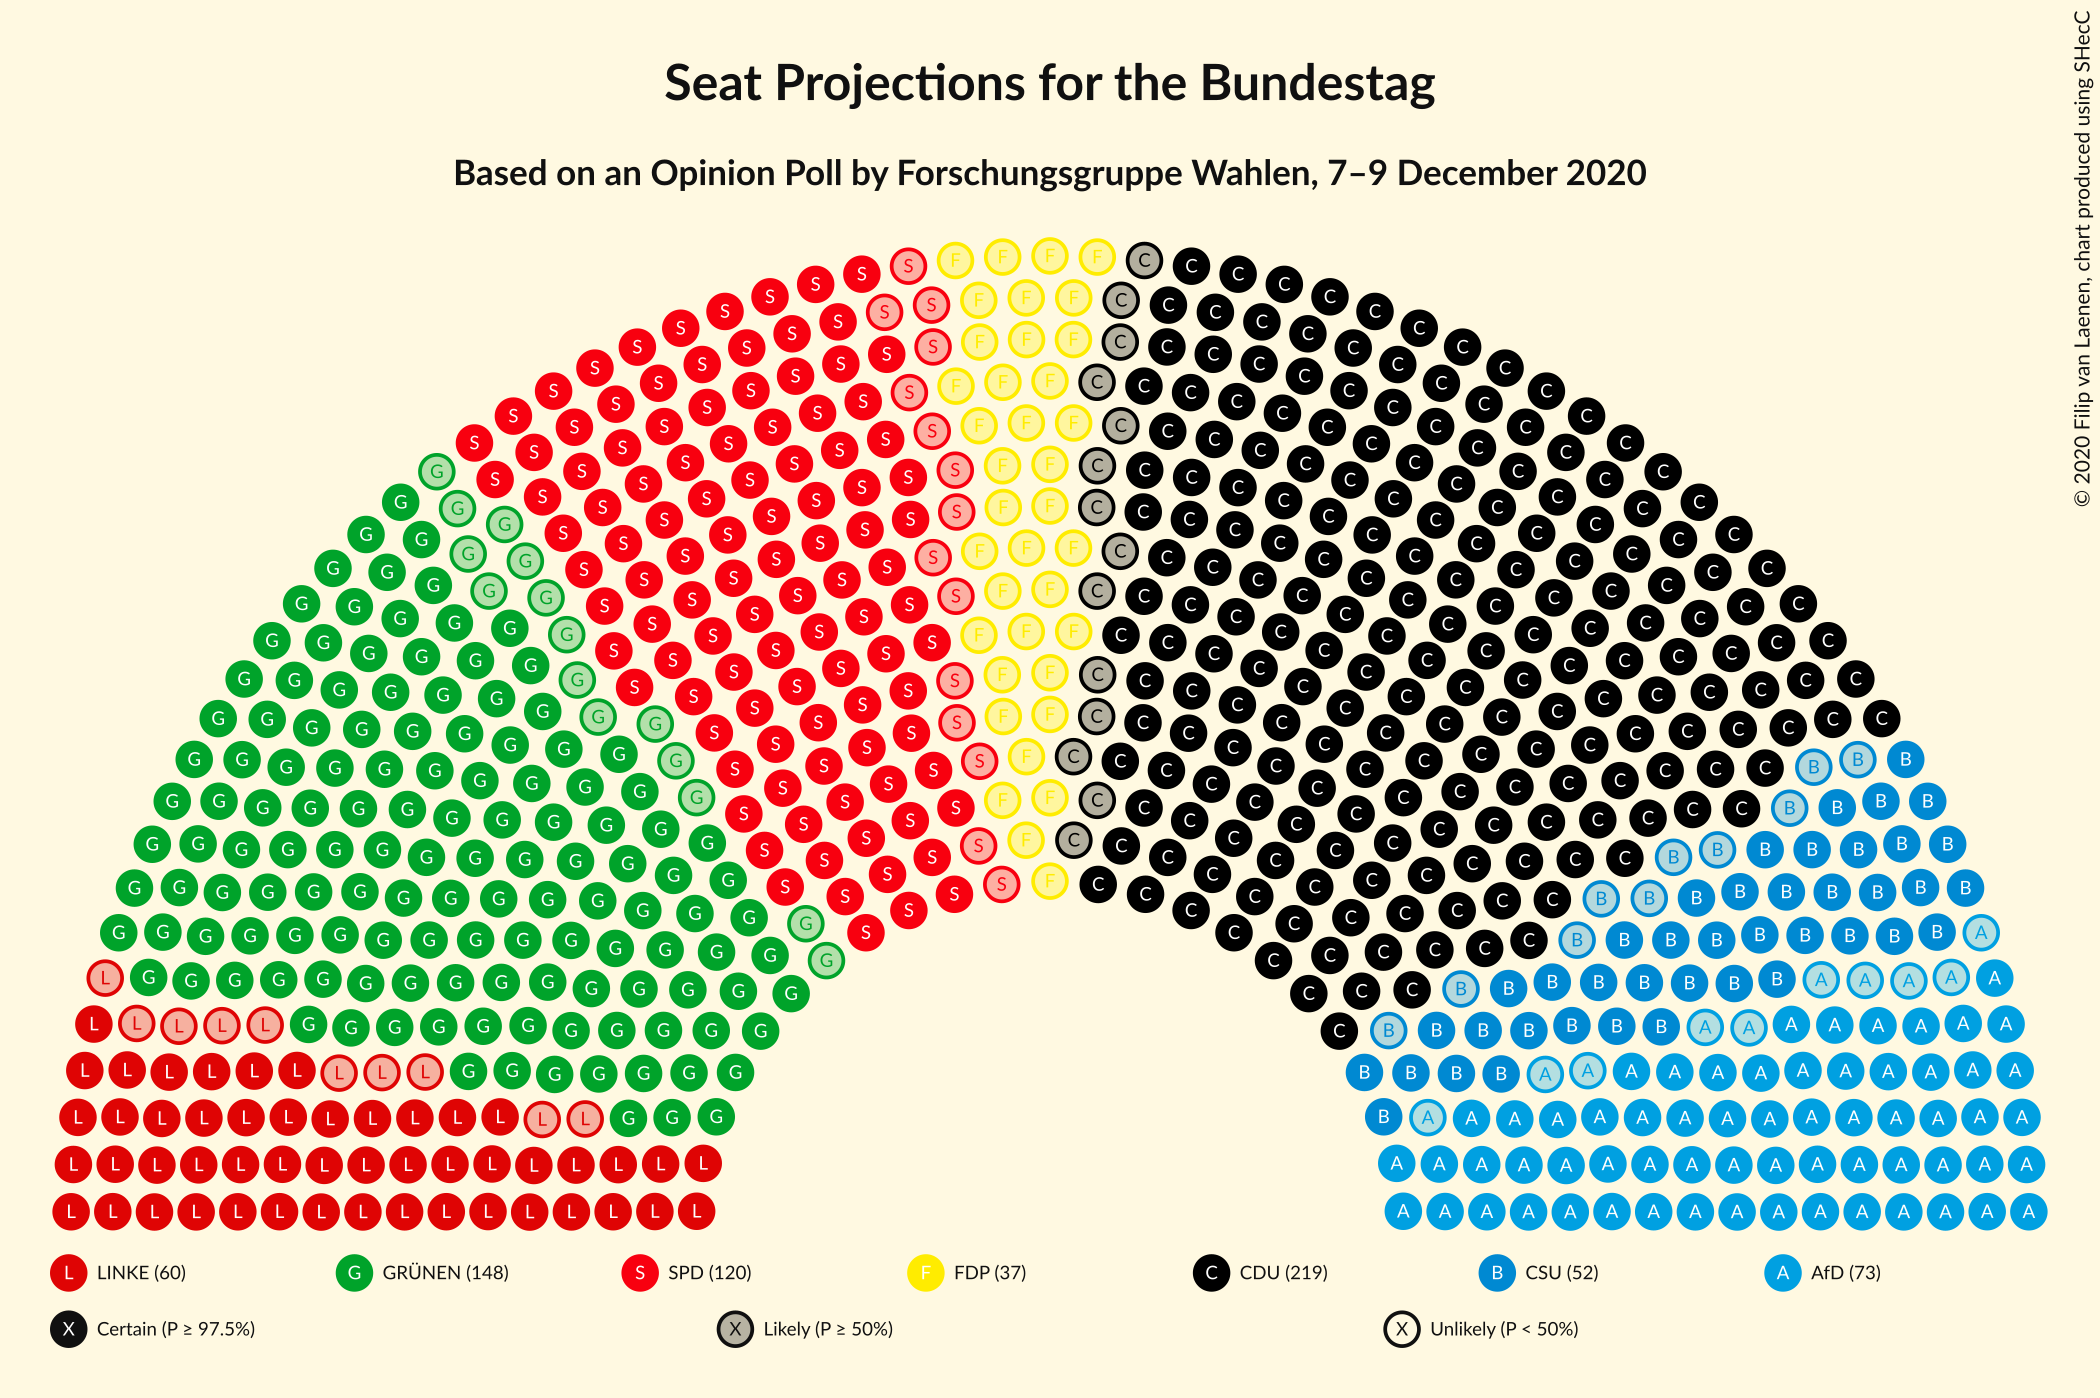 Seat Projections for the Bundestag
Based on an Opinion Poll by Forschungsgruppe Wahlen, 7–9 December 2020
© 2020 Filip van Laenen, chart produced using SHecC
L LINKE (60) G GRÜNEN (148) S SPD (120) F FDP (37) C CDU (219) B CSU (52) A AfD (73)
X Certain (P ≥ 97.5%) X Likely (P ≥ 50%) X Unlikely (P < 50%)